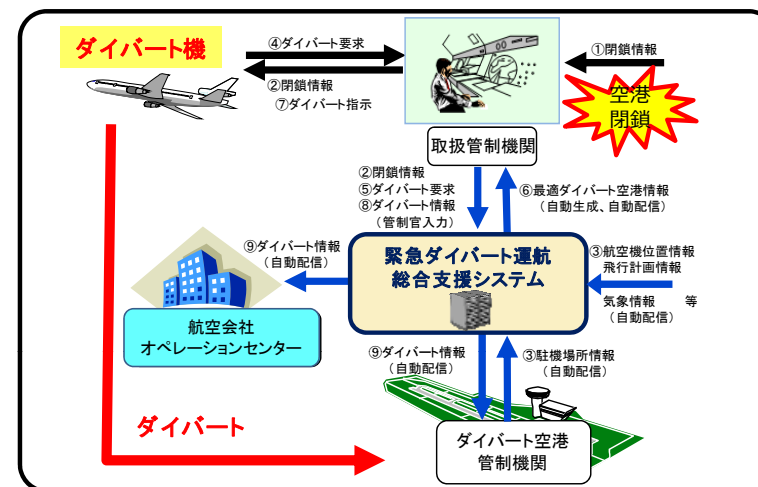 ダイバート機
④ダイバート要求
②閉鎖情報
⑦ダイバート指示
①閉鎖情報
空港
閉鎖
取扱管制機関
②閉鎖情報
⑤ダイバート要求
⑧ダイバート情報
(管制官入力)
⑥最適ダイバート空港情報
(自動生成、自動配信)
⑨ダイバート情報
(自動配信)
緊急ダイバート運航
総合支援システム
③航空機位置情報
飛行計画情報
気象情報 等
(自動配信)
航空会社
オペレーションセンター
⑨ダイバート情報
(自動配信)
③駐機場所情報
(自動配信)
ダイバート
ダイバート空港
管制機関